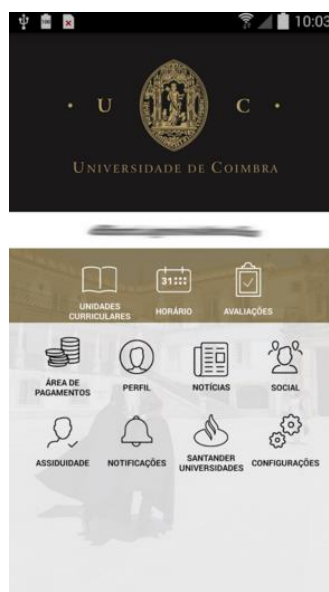 10:03
· U C ·
UNIVERSIDADE DE COIMBRA
31
UNIDADES
CURRICULARES
HORÁRIO
AVALIAÇÕES
ÁREA DE
PAGAMENTOS
PERFIL
NOTÍCIAS
SOCIAL
ASSIDUIDADE
NOTIFICAÇÕES
SANTANDER
UNIVERSIDADES
CONFIGURAÇÕES